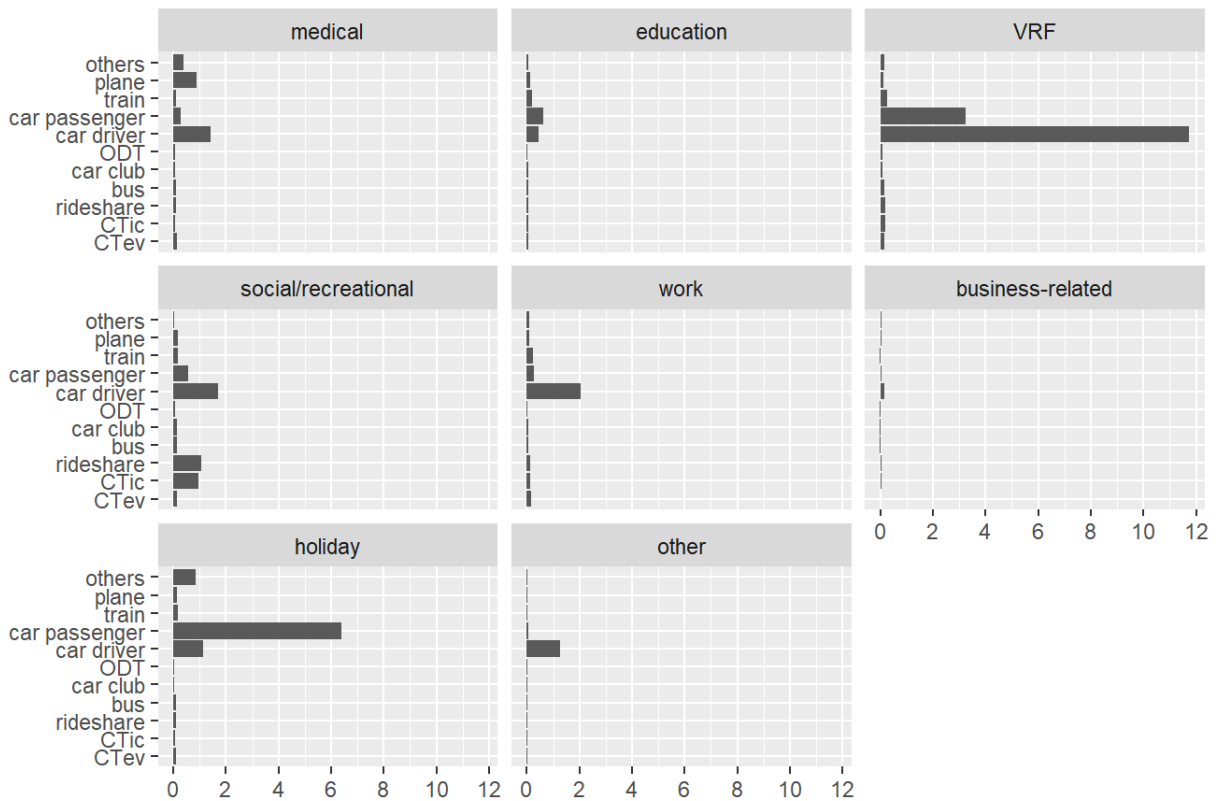 medical education VRF
others
plane
train
car passenger
car driver
ODT
car club
bus
rideshare
CTic
CTev
social/recreational work business-related
others
plane
train
car passenger
car driver
ODT
car club
bus
rideshare
CTic
CTev
0 2 4 6 8 10 12
holiday other
others
plane
train
car passenger
car driver
ODT
car club
bus
rideshare
CTic
CTev
0 2 4 6 8 10 12 0 2 4 6 8 10 12